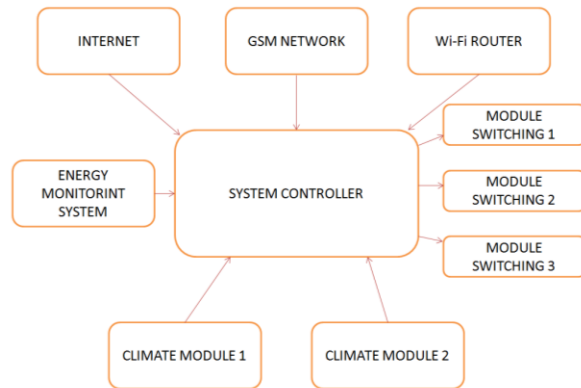 INTERNET
GSM NETWORK
Wi-Fi ROUTER
MODULE
SWITCHING 1
ENERGY
MONITORINT
SYSTEM
SYSTEM CONTROLLER
MODULE
SWITCHING 2
MODULE
SWITCHING 3
CLIMATE MODULE 1
CLIMATE MODULE 2